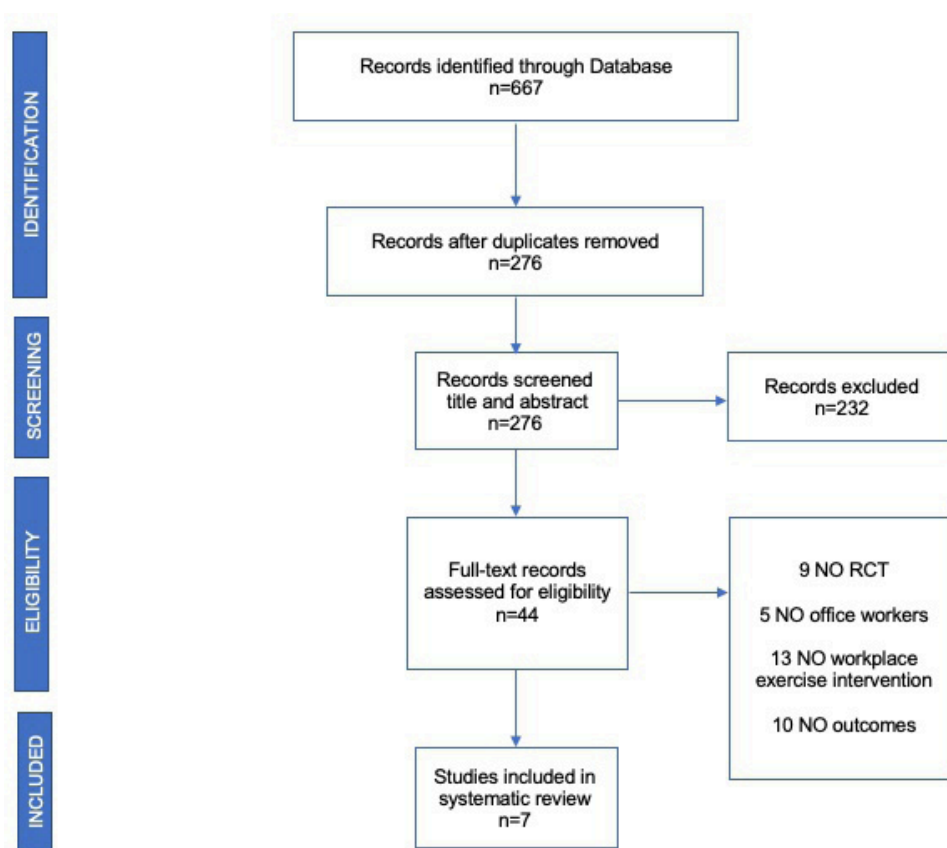 IDENTIFICATION
Records identified through Database
n=667
Records after duplicates removed
n=276
SCREENING
Records screened
title and abstract
n=276
Records excluded
n=232
ELIGIBILITY
Full-text records
assessed for eligibility
n=44
9 NO RCT
5 NO office workers
13 NO workplace
exercise intervention
10 NO outcomes
INCLUDED
Studies included in
systematic review
n=7